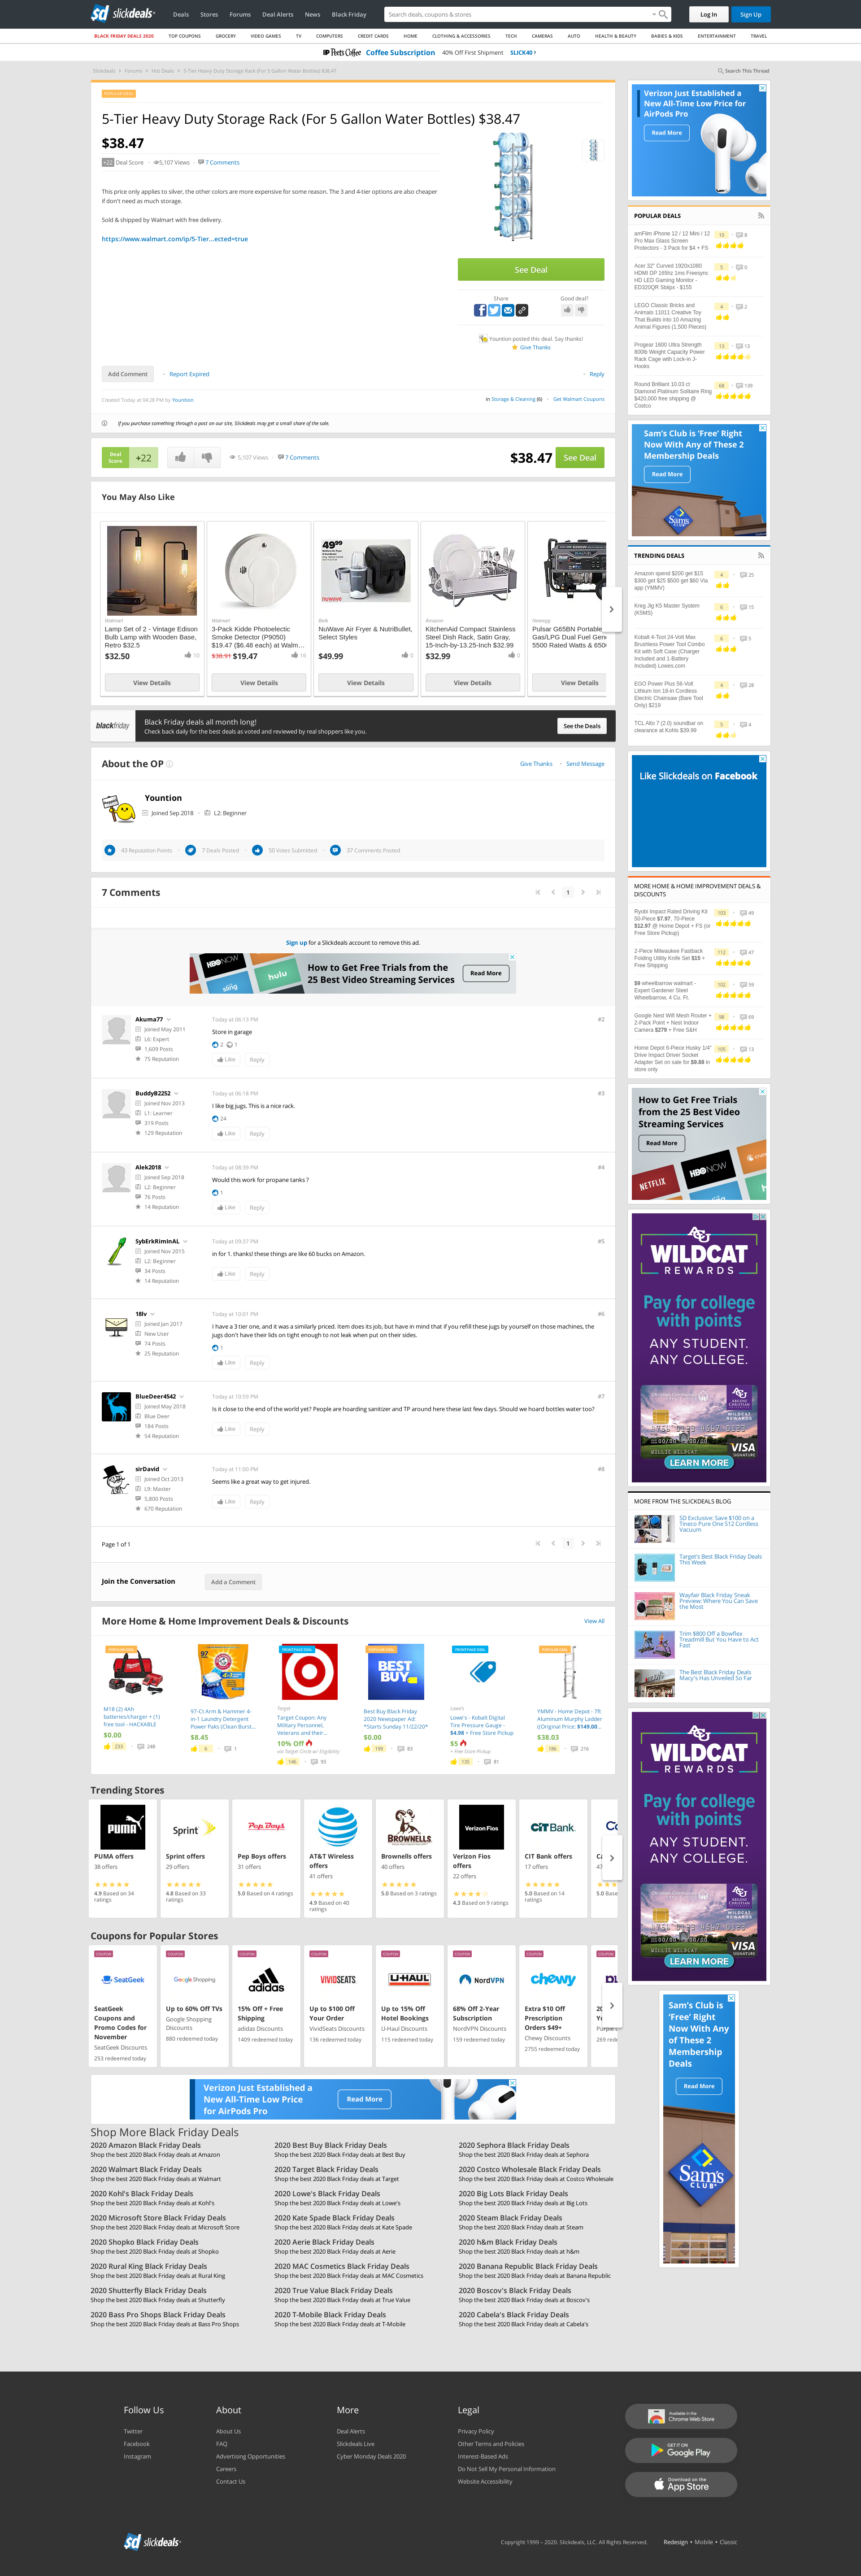 slickdeals
Deals Stores Forums Deal Alerts News Black Friday
Search deals, coupons & stores
Log In Sign Up
BLACK FRIDAY DEALS 2020 TOP COUPONS GROCERY VIDEO GAMES TV COMPUTERS CREDIT CARDS HOME CLOTHING & ACCESSORIES TECH CAMERAS AUTO HEALTH & BEAUTY BABIES & KIDS ENTERTAINMENT TRAVEL
Peet's Coffee Coffee Subscription 40% Off First Shipment SLICK40 >
Slickdeals > Forums > Hot Deals > 5-Tier Heavy Duty Storage Rack (For 5 Gallon Water Bottles) $38.47
Search This Thread
POPULAR DEAL
5-Tier Heavy Duty Storage Rack (For 5 Gallon Water Bottles) $38.47
$38.47
+22 Deal Score 5,107 Views 7 Comments
This price only applies to silver, the other colors are more expensive for some reason. The 3 and 4-tier options are also cheaper
if don't need as much storage.
Sold & shipped by Walmart with free delivery.
https://www.walmart.com/ip/5-Tier...ected=true
See Deal
Share Good deal?
Yountion posted this deal. Say thanks!
Give Thanks
Add Comment Report Expired Reply
Created Today at 04:28 PM by Yountion
in Storage & Cleaning (6) Get Walmart Coupons
If you purchase something through a post on our site, Slickdeals may get a small share of the sale.
Deal
Score
+22
5,107 Views 7 Comments
$38.47 See Deal
You May Also Like
Walmart
Lamp Set of 2 - Vintage Edison
Bulb Lamp with Wooden Base,
Retro $32.5
$32.50 10
View Details
Walmart
3-Pack Kidde Photoelectic
Smoke Detector (P9050)
$19.47 ($6.48 each) at Walm...
$38.91 $19.47 16
View Details
49.99
nuwave
Belk
NuWave Air Fryer & NutriBullet,
Select Styles
$49.99 0
View Details
Amazon
KitchenAid Compact Stainless
Steel Dish Rack, Satin Gray,
15-Inch-by-13.25-Inch $32.99
$32.99 0
View Details
Newegg
Pulsar G65BN Portable
Gas/LPG Dual Fuel Gen
5500 Rated Watts & 650
View Details
blackfriday
Black Friday deals all month long!
Check back daily for the best deals as voted and reviewed by real shoppers like you.
See the Deals
About the OP
Give Thanks Send Message
Yountion
Joined Sep 2018 L2: Beginner
43 Reputation Points 7 Deals Posted 50 Votes Submitted 37 Comments Posted
7 Comments
1
Sign up for a Slickdeals account to remove this ad.
HBO NOW
hulu
sling
How to Get Free Trials from the
25 Best Video Streaming Services
Read More
Akuma77
Joined May 2011
L6: Expert
1,609 Posts
75 Reputation
Today at 06:13 PM #2
Store in garage
2 1
Like Reply
BuddyB2252
Joined Nov 2013
L1: Learner
319 Posts
129 Reputation
Today at 06:18 PM #3
I like big jugs. This is a nice rack.
24
Like Reply
Alek2018
Joined Sep 2018
L2: Beginner
76 Posts
14 Reputation
Today at 08:39 PM #4
Would this work for propane tanks ?
1
Like Reply
SybErkRimInAL
Joined Nov 2015
L2: Beginner
34 Posts
14 Reputation
Today at 09:37 PM #5
in for 1. thanks! these things are like 60 bucks on Amazon.
Like Reply
18lv
Joined Jan 2017
New User
74 Posts
25 Reputation
Today at 10:01 PM #6
I have a 3 tier one, and it was a similarly priced. Item does its job, but have in mind that if you refill these jugs by yourself on those machines, the
jugs don't have their lids on tight enough to not leak when put on their sides.
1
Like Reply
BlueDeer4542
Joined May 2018
Blue Deer
184 Posts
54 Reputation
Today at 10:59 PM #7
Is it close to the end of the world yet? People are hoarding sanitizer and TP around here these last few days. Should we hoard bottles water too?
Like Reply
sirDavid
Joined Oct 2013
L9: Master
5,800 Posts
670 Reputation
Today at 11:00 PM #8
Seems like a great way to get injured.
Like Reply
Page 1 of 1
1
Join the Conversation Add a Comment
More Home & Home Improvement Deals & Discounts
View All
POPULAR DEAL
M18 (2) 4Ah
batteries/charger + (1)
free tool - HACKABLE
$0.00
233 248
97-Ct Arm & Hammer 4-
in-1 Laundry Detergent
Power Paks (Clean Burst...
$8.45
6 1
FRONTPAGE DEAL
Target
Target Coupon: Any
Military Personnel,
Veterans and their...
10% Off
via Target Circle w/ Eligibility
146 93
POPULAR DEAL
BEST BUY
Best Buy Black Friday
2020 Newspaper Ad:
*Starts Sunday 11/22/20*
$0.00
199 83
FRONTPAGE DEAL
Lowe's
Lowe's - Kobalt Digital
Tire Pressure Gauge -
$4.98 + Free Store Pickup
$5
+ Free Store Pickup
135 81
POPULAR DEAL
YMMV - Home Depot - 7ft
Aluminum Murphy Ladder
((Original Price: $149.00...
$38.03
186 216
Trending Stores
PUMA
PUMA offers
38 offers
4.9 Based on 34
ratings
Sprint
Sprint offers
29 offers
4.8 Based on 33
ratings
Pep Boys
Pep Boys offers
31 offers
5.0 Based on 4 ratings
AT&T Wireless
offers
41 offers
4.9 Based on 40
ratings
BROWNELLS
Brownells offers
40 offers
5.0 Based on 3 ratings
Verizon Fios
Verizon Fios
offers
22 offers
4.3 Based on 9 ratings
CIT BANK
CIT Bank offers
17 offers
5.0 Based on 14
ratings
Coupons for Popular Stores
COUPON
SeatGeek
SeatGeek
Coupons and
Promo Codes for
November
SeatGeek Discounts
253 redeemed today
COUPON
Google Shopping
Up to 60% Off TVs
Google Shopping
Discounts
880 redeemed today
COUPON
adidas
15% Off + Free
Shipping
adidas Discounts
1409 redeemed today
COUPON
VIVIDSEATS
Up to $100 Off
Your Order
VividSeats Discounts
136 redeemed today
COUPON
U-HAUL
Up to 15% Off
Hotel Bookings
U-Haul Discounts
115 redeemed today
COUPON
NordVPN
68% Off 2-Year
Subscription
NordVPN Discounts
159 redeemed today
COUPON
chewy
Extra $10 Off
Prescription
Orders $49+
Chewy Discounts
2755 redeemed today
COUPON
Verizon Just Established a
New All-Time Low Price
for AirPods Pro
Read More
Shop More Black Friday Deals
2020 Amazon Black Friday Deals
Shop the best 2020 Black Friday deals at Amazon
2020 Best Buy Black Friday Deals
Shop the best 2020 Black Friday deals at Best Buy
2020 Sephora Black Friday Deals
Shop the best 2020 Black Friday deals at Sephora
2020 Walmart Black Friday Deals
Shop the best 2020 Black Friday deals at Walmart
2020 Target Black Friday Deals
Shop the best 2020 Black Friday deals at Target
2020 Costco Wholesale Black Friday Deals
Shop the best 2020 Black Friday deals at Costco Wholesale
2020 Kohl's Black Friday Deals
Shop the best 2020 Black Friday deals at Kohl's
2020 Lowe's Black Friday Deals
Shop the best 2020 Black Friday deals at Lowe's
2020 Big Lots Black Friday Deals
Shop the best 2020 Black Friday deals at Big Lots
2020 Microsoft Store Black Friday Deals
Shop the best 2020 Black Friday deals at Microsoft Store
2020 Kate Spade Black Friday Deals
Shop the best 2020 Black Friday deals at Kate Spade
2020 Steam Black Friday Deals
Shop the best 2020 Black Friday deals at Steam
2020 Shopko Black Friday Deals
Shop the best 2020 Black Friday deals at Shopko
2020 Aerie Black Friday Deals
Shop the best 2020 Black Friday deals at Aerie
2020 h&m Black Friday Deals
Shop the best 2020 Black Friday deals at h&m
2020 Rural King Black Friday Deals
Shop the best 2020 Black Friday deals at Rural King
2020 MAC Cosmetics Black Friday Deals
Shop the best 2020 Black Friday deals at MAC Cosmetics
2020 Banana Republic Black Friday Deals
Shop the best 2020 Black Friday deals at Banana Republic
2020 Shutterfly Black Friday Deals
Shop the best 2020 Black Friday deals at Shutterfly
2020 True Value Black Friday Deals
Shop the best 2020 Black Friday deals at True Value
2020 Boscov's Black Friday Deals
Shop the best 2020 Black Friday deals at Boscov's
2020 Bass Pro Shops Black Friday Deals
Shop the best 2020 Black Friday deals at Bass Pro Shops
2020 T-Mobile Black Friday Deals
Shop the best 2020 Black Friday deals at T-Mobile
2020 Cabela's Black Friday Deals
Shop the best 2020 Black Friday deals at Cabela's
Verizon Just Established a
New All-Time Low Price for
AirPods Pro
Read More
POPULAR DEALS
amFilm iPhone 12 / 12 Mini / 12
Pro Max Glass Screen
Protectors - 3 Pack for $4 + FS
10 8
Acer 32" Curved 1920x1080
HDMI DP 165hz 1ms Freesync
HD LED Gaming Monitor -
ED320QR Sbiipx - $155
5 0
LEGO Classic Bricks and
Animals 11011 Creative Toy
That Builds into 10 Amazing
Animal Figures (1,500 Pieces)
4 2
Progear 1600 Ultra Strength
800lb Weight Capacity Power
Rack Cage with Lock-in J-
Hooks
13 13
Round Brilliant 10.03 ct
Diamond Platinum Solitaire Ring
$420,000 free shipping @
Costco
68 139
Sam's Club is 'Free' Right
Now With Any of These 2
Membership Deals
Read More
Sam's
TRENDING DEALS
Amazon spend $200 get $15
$300 get $25 $500 get $60 Via
app (YMMV)
4 25
Kreg Jig K5 Master System
(K5MS)
6 15
Kobalt 4-Tool 24-Volt Max
Brushless Power Tool Combo
Kit with Soft Case (Charger
Included and 1-Battery
Included) Lowes.com
6 5
EGO Power Plus 56-Volt
Lithium Ion 18-in Cordless
Electric Chainsaw (Bare Tool
Only) $219
4 28
TCL Alto 7 (2.0) soundbar on
clearance at Kohls $39.99
5 4
Like Slickdeals on Facebook
MORE HOME & HOME IMPROVEMENT DEALS &
DISCOUNTS
Ryobi Impact Rated Driving Kit
50-Piece $7.97, 70-Piece
$12.97 @ Home Depot + FS (or
Free Store Pickup)
103 49
2-Piece Milwaukee Fastback
Folding Utility Knife Set $15 +
Free Shipping
112 47
$9 wheelbarrow walmart -
Expert Gardener Steel
Wheelbarrow, 4 Cu. Ft.
102 59
Google Nest Wifi Mesh Router +
2-Pack Point + Nest Indoor
Camera $279 + Free S&H
98 69
Home Depot 6-Piece Husky 1/4"
Drive Impact Driver Socket
Adapter Set on sale for $9.88 in
store only
105 13
How to Get Free Trials
from the 25 Best Video
Streaming Services
Read More
NETFLIX
HBO NOW
WILDCAT
REWARDS
Pay for college
with points
ANY STUDENT.
ANY COLLEGE.
VISA
SIGNATURE
LEARN MORE
MORE FROM THE SLICKDEALS BLOG
SD Exclusive: Save $100 on a
Tineco Pure One S12 Cordless
Vacuum
Target's Best Black Friday Deals
This Week
Wayfair Black Friday Sneak
Preview: Where You Can Save
the Most
Trim $800 Off a Bowflex
Treadmill But You Have to Act
Fast
The Best Black Friday Deals
Macy's Has Unveiled So Far
WILDCAT
REWARDS
Pay for college
with points
ANY STUDENT.
ANY COLLEGE.
VISA
SIGNATURE
LEARN MORE
Sam's Club is
'Free' Right
Now With Any
of These 2
Membership
Deals
Read More
Sam's
CLUB
Follow Us
Twitter
Facebook
Instagram
About
About Us
FAQ
Advertising Opportunities
Careers
Contact Us
More
Deal Alerts
Slickdeals Live
Cyber Monday Deals 2020
Legal
Privacy Policy
Other Terms and Policies
Interest-Based Ads
Do Not Sell My Personal Information
Website Accessibility
Available in the
Chrome Web Store
GET IT ON
Google Play
Download on the
App Store
slickdeals
Copyright 1999 - 2020. Slickdeals, LLC. All Rights Reserved. Redesign • Mobile • Classic